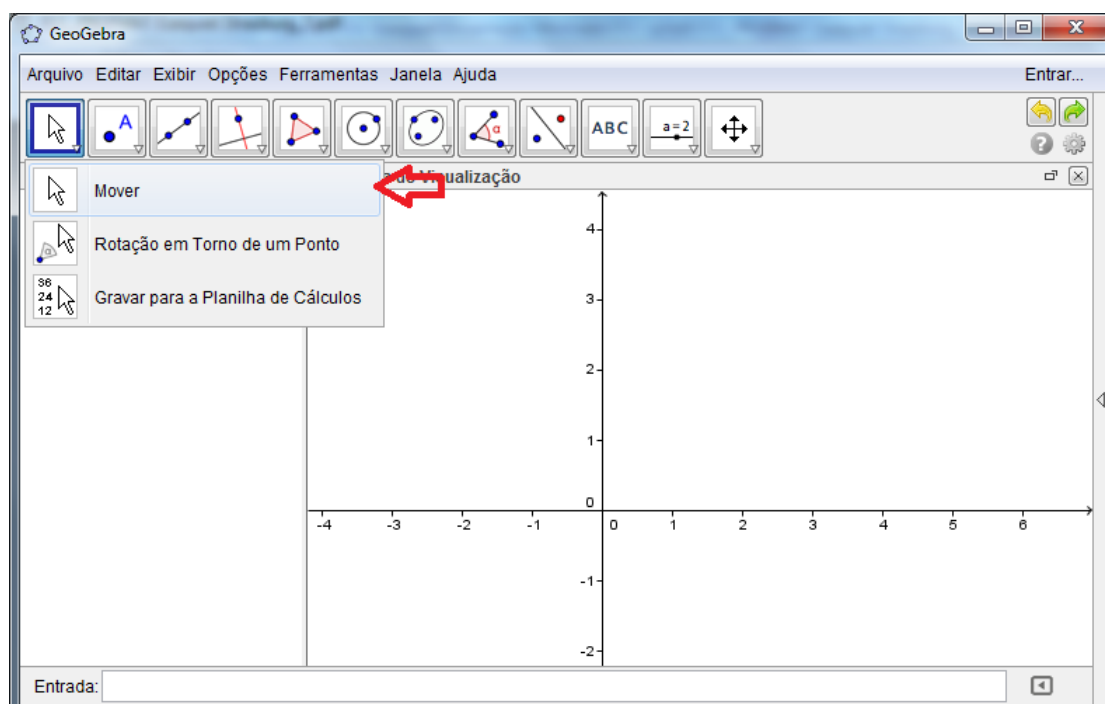 GeoGebra
Arquivo Editar Exibir Opções Ferramentas Janela Ajuda Entrar...
A α ABC a=2
Visualização
Mover
Rotação em Torno de um Ponto
36
24
12
Gravar para a Planilha de Cálculos
4
3
2
1
0
-4 -3 -2 -1 0 1 2 3 4 5 6
-1
-2
Entrada: